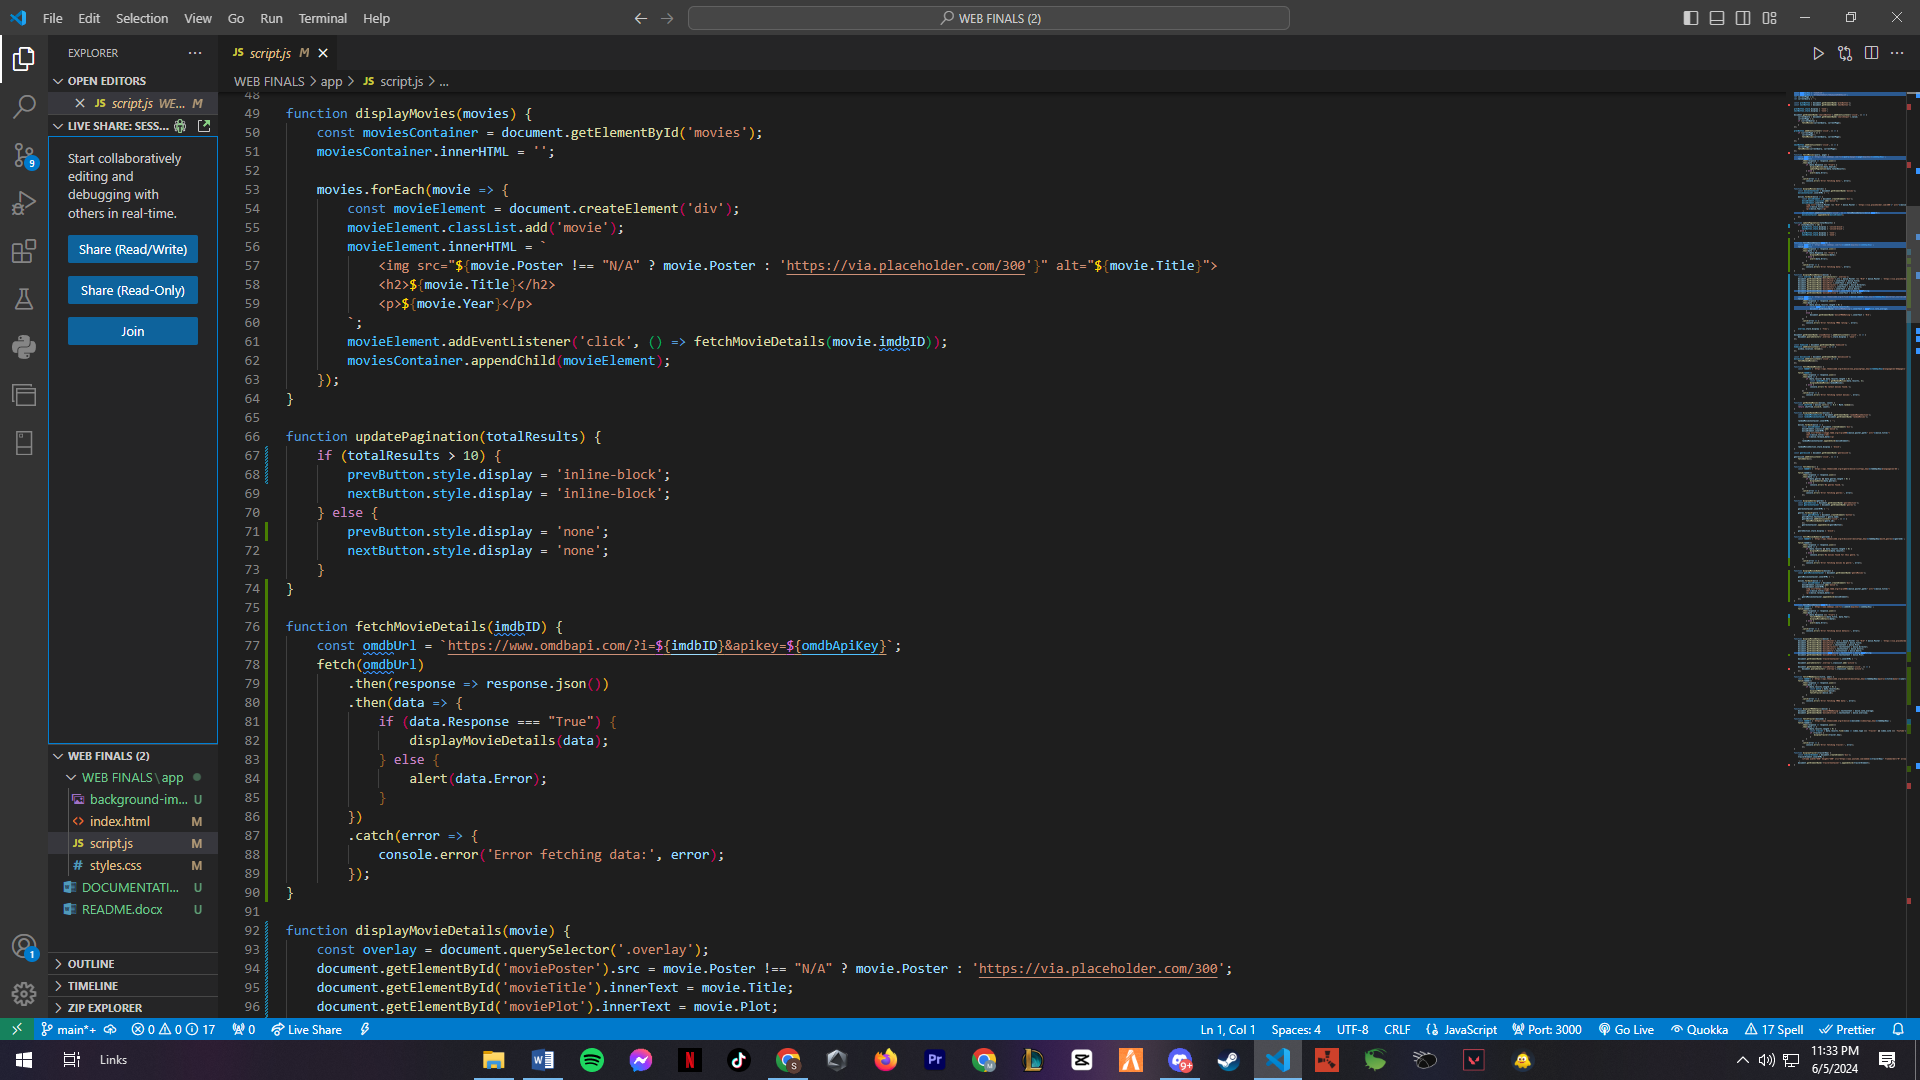 File Edit Selection View Go Run Terminal Help
WEB FINALS (2)
EXPLORER
JS script.js M
OPEN EDITORS
WEB FINALS > app > JS script.js > ...
JS script.js WE... M
LIVE SHARE: SESS...
Start collaboratively
editing and
debugging with
others in real-time.
Share (Read/Write)
Share (Read-Only)
Join
9
48
49 function displayMovies(movies) {
50 const moviesContainer = document.getElementById('movies');
51 moviesContainer.innerHTML = '';
52
53 movies.forEach(movie => {
54 const movieElement = document.createElement('div');
55 movieElement.classList.add('movie');
56 movieElement.innerHTML = `
57 <img src="${movie.Poster !== "N/A" ? movie.Poster : 'https://via.placeholder.com/300'}" alt="${movie.Title}">
58 <h2>${movie.Title}</h2>
59 <p>${movie.Year}</p>
60 `;
61 movieElement.addEventListener('click', () => fetchMovieDetails(movie.imdbID));
62 moviesContainer.appendChild(movieElement);
63 });
64 }
65
66 function updatePagination(totalResults) {
67 if (totalResults > 10) {
68 prevButton.style.display = 'inline-block';
69 nextButton.style.display = 'inline-block';
70 } else {
71 prevButton.style.display = 'none';
72 nextButton.style.display = 'none';
73 }
74 }
75
76 function fetchMovieDetails(imdbID) {
77 const omdbUrl = `https://www.omdbapi.com/?i=${imdbID}&apikey=${omdbApiKey}`;
78 fetch(omdbUrl)
79 .then(response => response.json())
80 .then(data => {
81 if (data.Response === "True") {
82 displayMovieDetails(data);
83 } else {
84 alert(data.Error);
85 }
86 })
87 .catch(error => {
88 console.error('Error fetching data:', error);
89 });
90 }
91
92 function displayMovieDetails(movie) {
93 const overlay = document.querySelector('.overlay');
94 document.getElementById('moviePoster').src = movie.Poster !== "N/A" ? movie.Poster : 'https://via.placeholder.com/300';
95 document.getElementById('movieTitle').innerText = movie.Title;
96 document.getElementById('moviePlot').innerText = movie.Plot;
WEB FINALS (2)
WEB FINALS \ app
background-im... U
index.html M
JS script.js M
# styles.css M
DOCUMENTATI... U
README.docx U
1
OUTLINE
TIMELINE
ZIP EXPLORER
main*+ 0 0 17 0 Live Share
Ln 1, Col 1 Spaces: 4 UTF-8 CRLF JavaScript Port: 3000 Go Live Quokka 17 Spell Prettier
Links
11:33 PM
6/5/2024